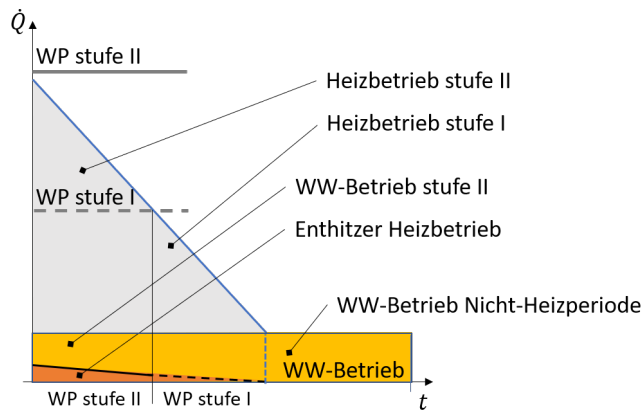 Q̇
WP stufe II
Heizbetrieb stufe II
Heizbetrieb stufe I
WP stufe I
WW-Betrieb stufe II
Enthitzer Heizbetrieb
WW-Betrieb Nicht-Heizperiode
WW-Betrieb
WP stufe II
WP stufe I
t